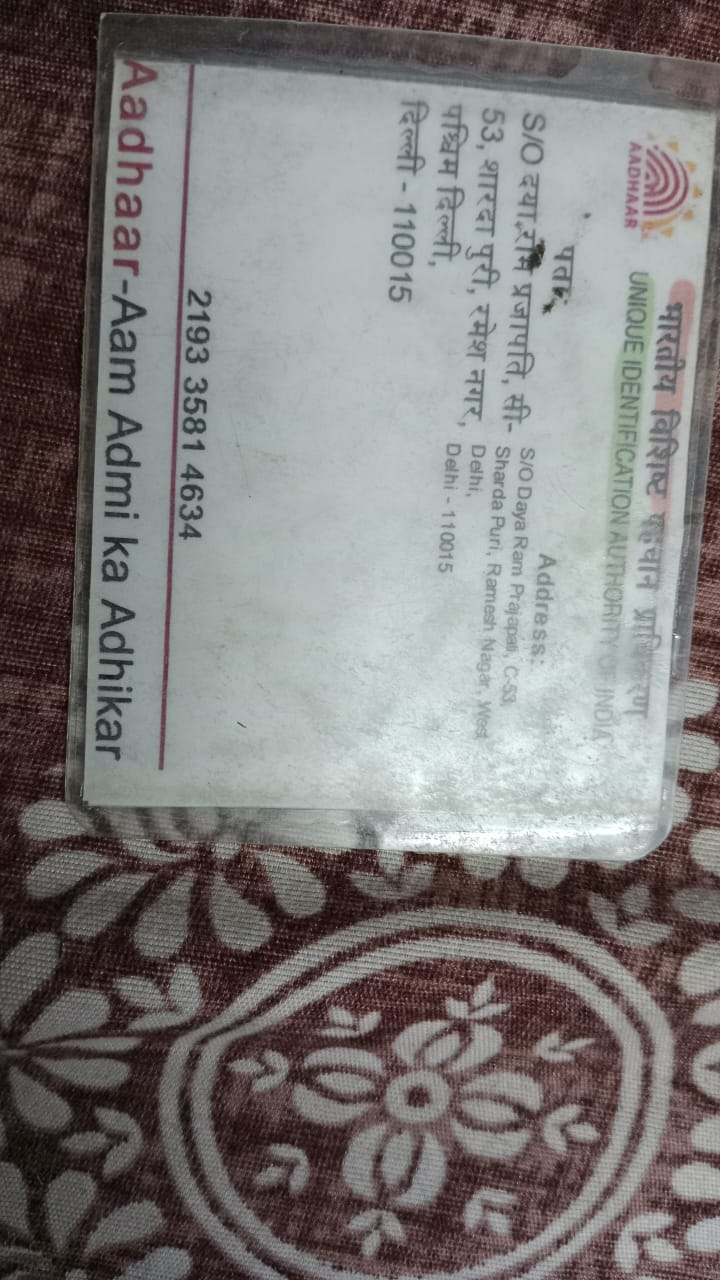 भारतीय विशिष्ट पहचान प्राधिकरण
UNIQUE IDENTIFICATION AUTHORITY OF INDIA
AADHAAR
पता:
S/O दया राम प्रजापति, सी-
53, शारदा पुरी, रमेश नगर,
पश्चिम दिल्ली,
दिल्ली - 110015
Address:
S/O Daya Ram Prajapati, C-53,
Sharda Puri, Ramesh Nagar, West
Delhi,
Delhi - 110015
2193 3581 4634
Aadhaar-Aam Admi ka Adhikar